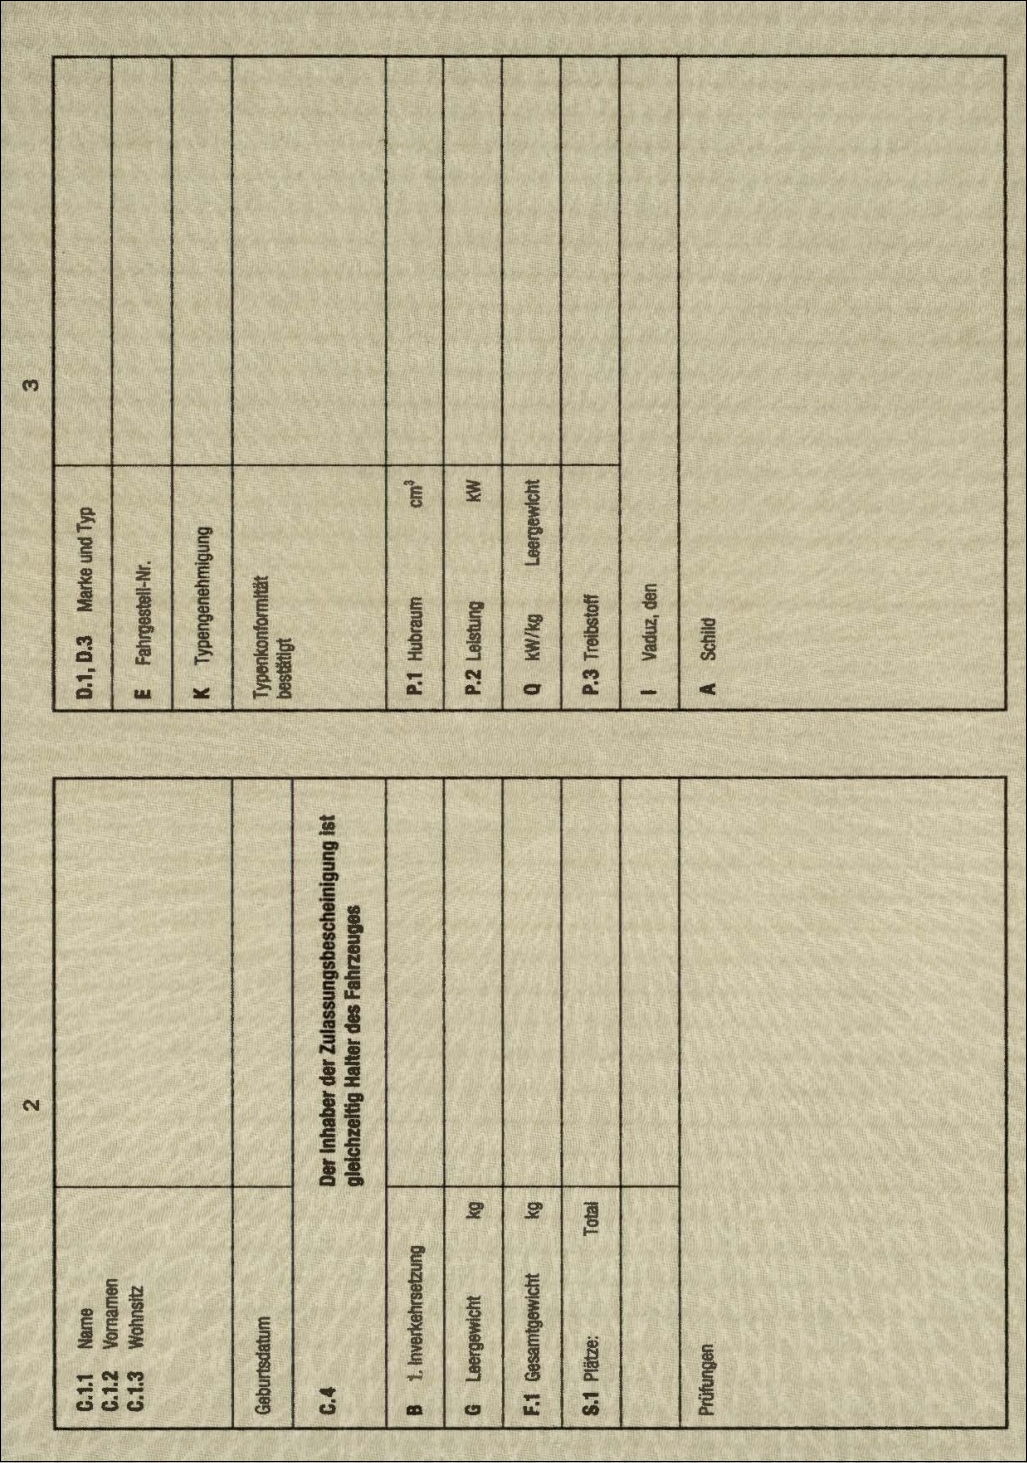 2
C.1.1 Name
C.1.2 Vornamen
C.1.3 Wohnsitz
Geburtsdatum
C.4 Der Inhaber der Zulassungsbescheinigung ist
gleichzeitig Halter des Fahrzeuges
B 1. Inverkehrsetzung
G Leergewicht kg
F.1 Gesamtgewicht kg
S.1 Plätze: Total
Prüfungen
3
D.1, D.3 Marke und Typ
E Fahrgestell-Nr.
K Typengenehmigung
Typenkonformität
bestätigt
P.1 Hubraum cm³
P.2 Leistung kW
Q kW/kg Leergewicht
P.3 Treibstoff
I Vaduz, den
A Schild